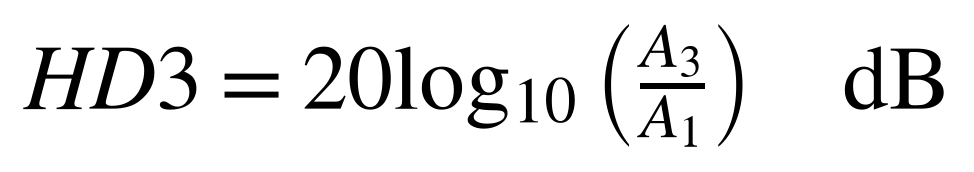 HD3 = 20log₁₀ (A₃/A₁) dB